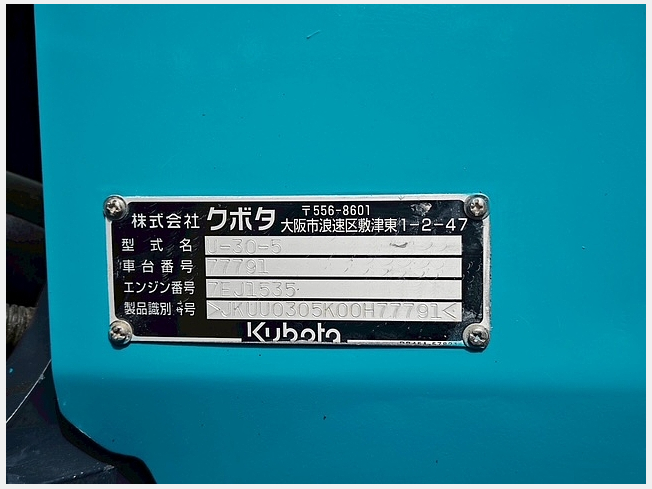 株式会社 クボタ 〒556-8601
大阪市浪速区敷津東1-2-47
型式名 U-30-5
車台番号 77791
エンジン番号 7EJ1535
製品識別番号 >JKUU0305K00H77791<
Kubota